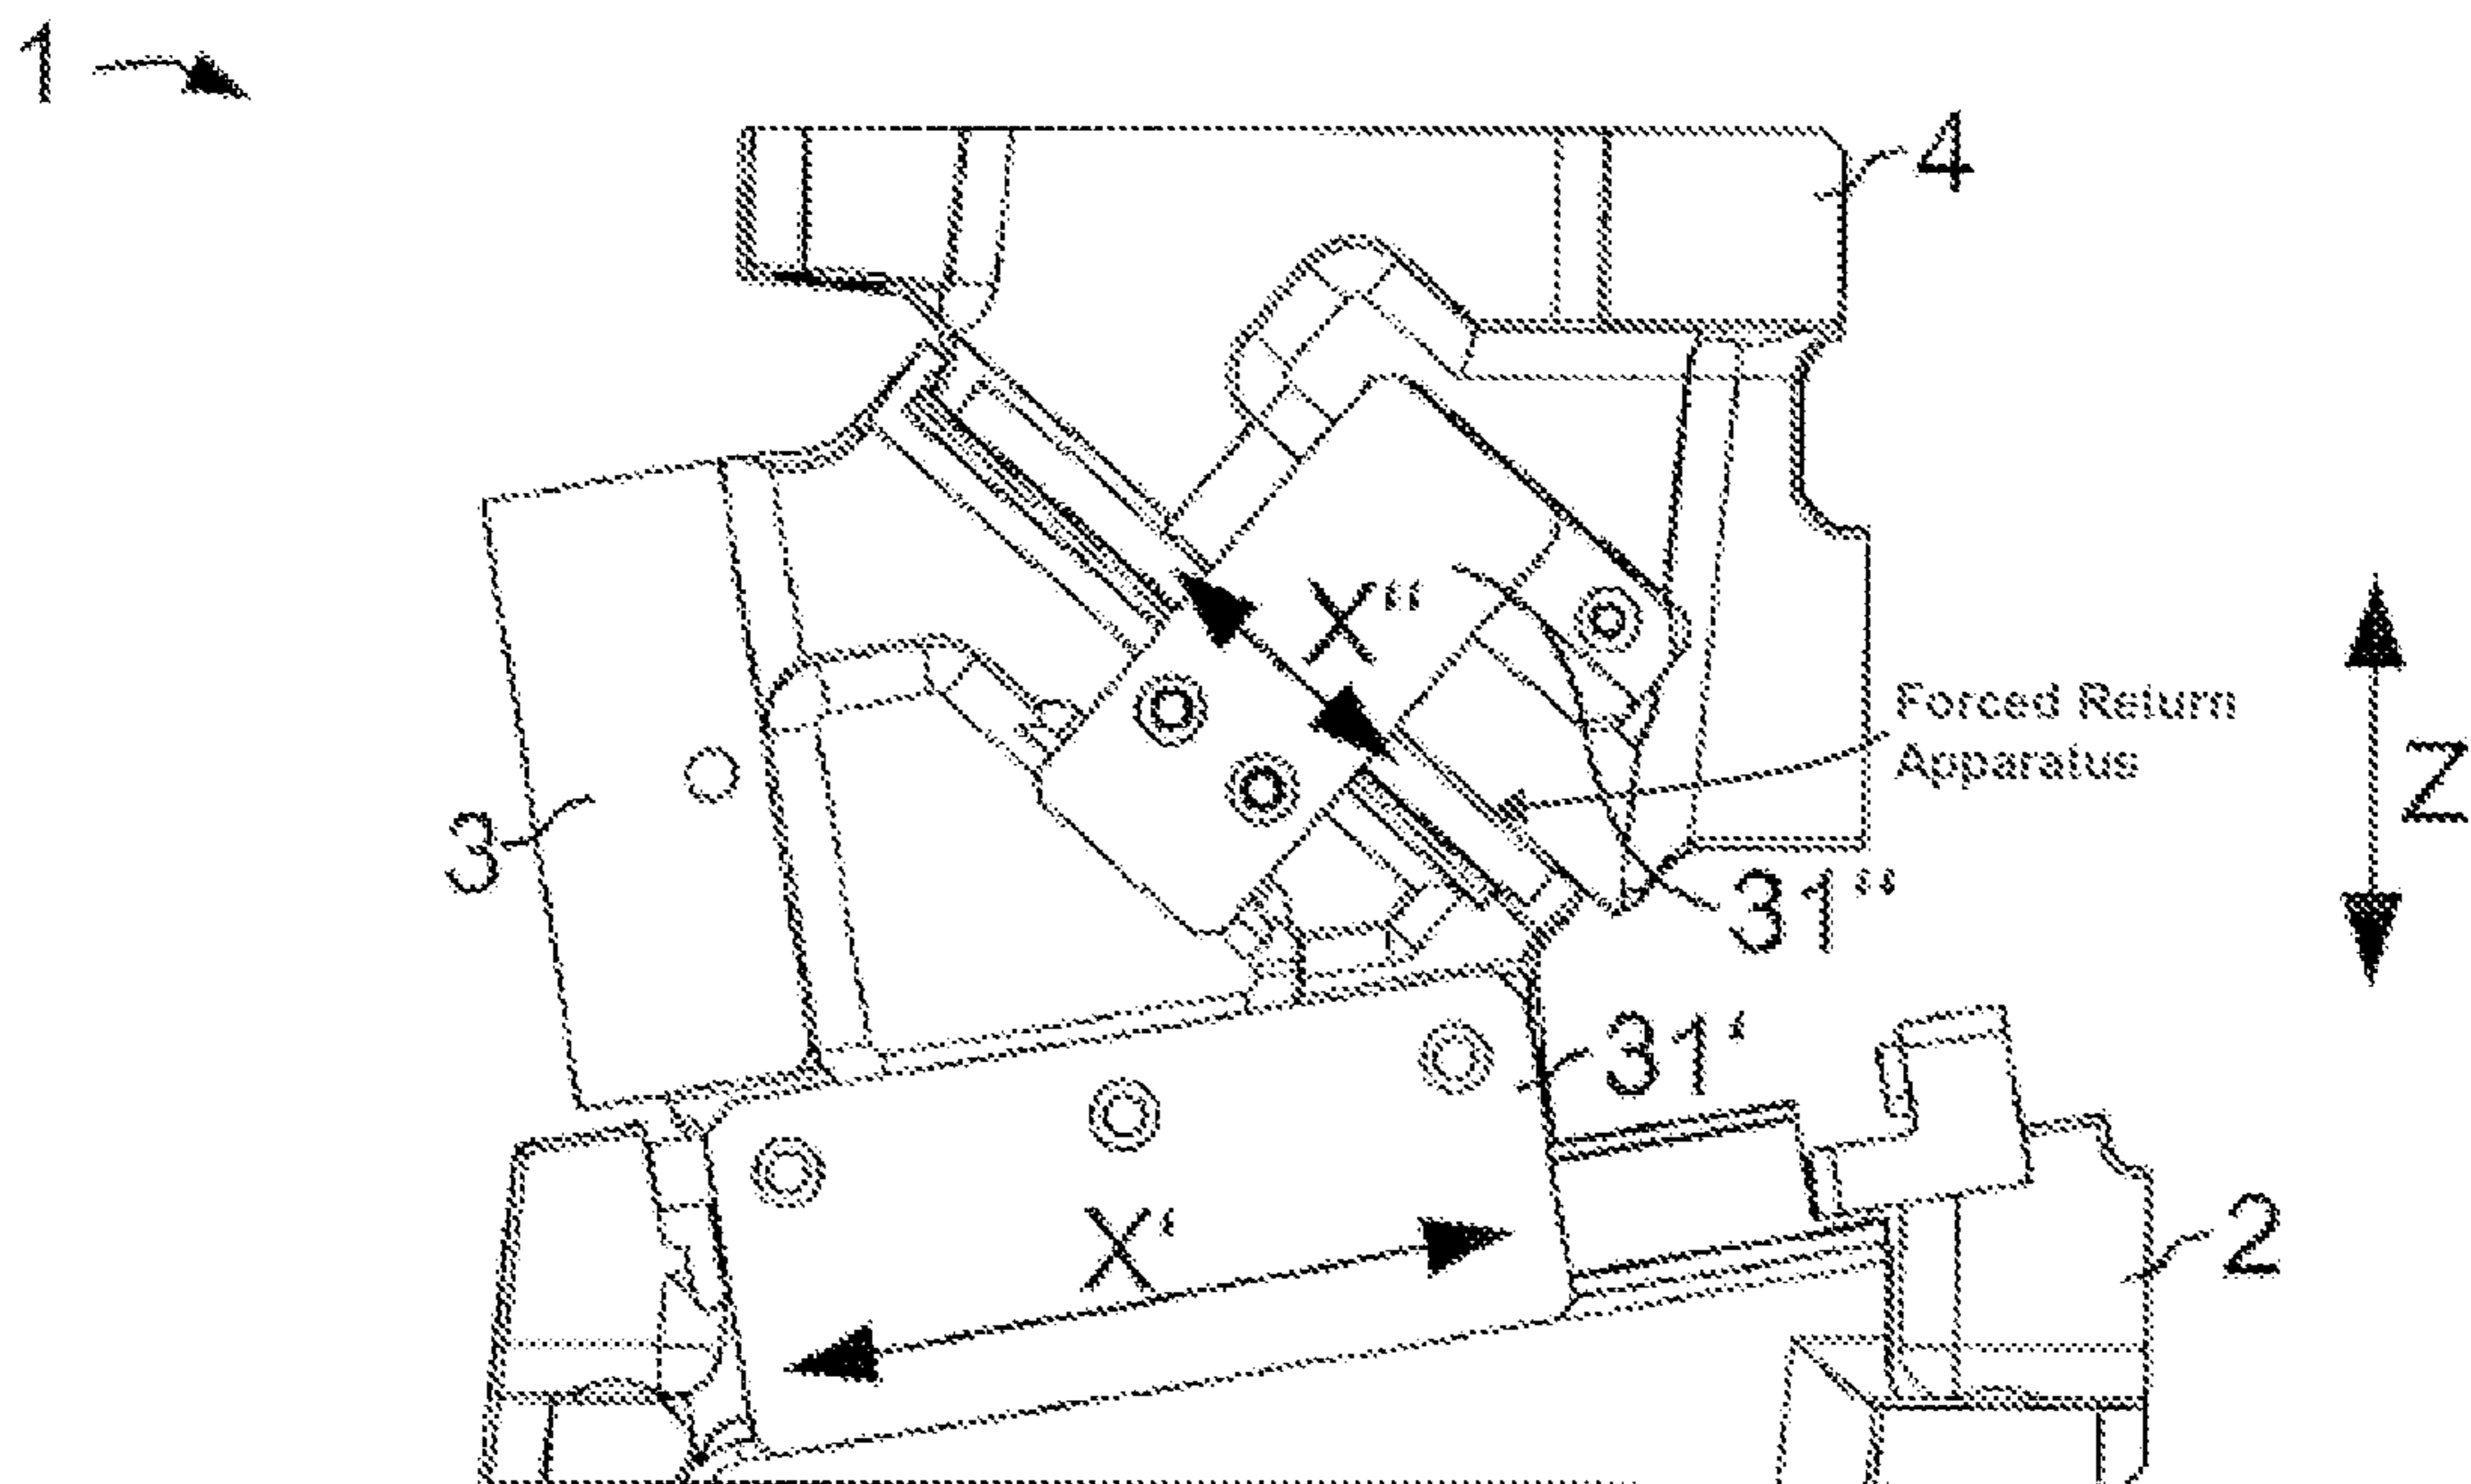 1
4
X“
Forced Return
Apparatus
Z
3
31“
31‘
X‘
2